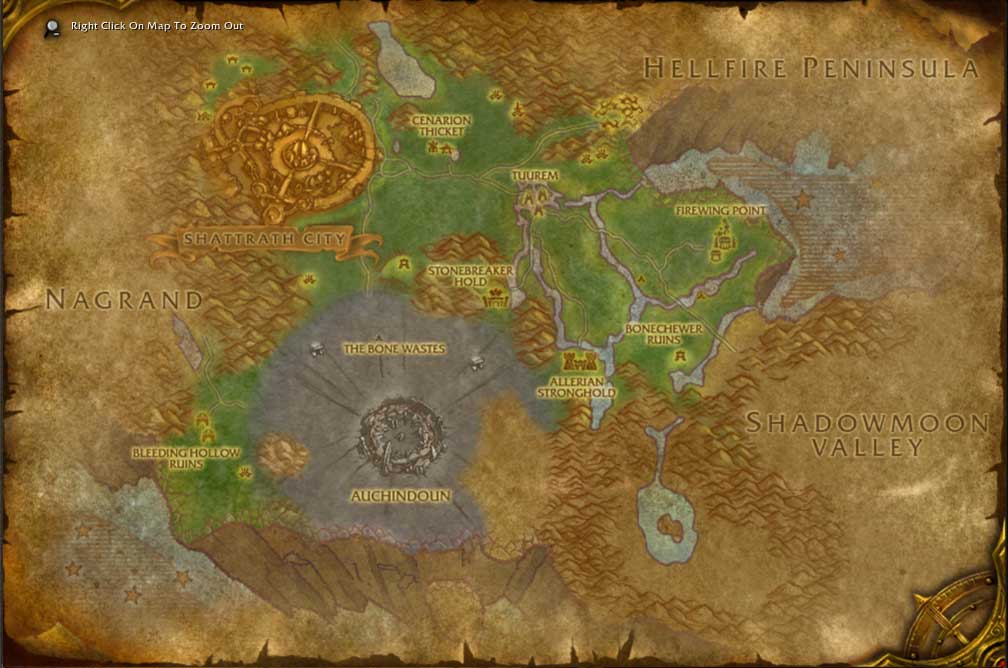 Right Click On Map To Zoom Out
HELLFIRE PENINSULA
CENARION
THICKET
TUUREM
FIREWING POINT
SHATTRATH CITY
STONEBREAKER
HOLD
NAGRAND
BONECHEWER
RUINS
THE BONE WASTES
ALLERIAN
STRONGHOLD
SHADOWMOON
VALLEY
BLEEDING HOLLOW
RUINS
AUCHINDOUN